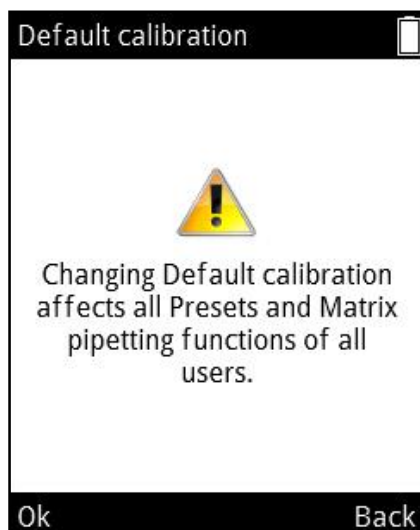 Default calibration
Changing Default calibration
affects all Presets and Matrix
pipetting functions of all
users.
Ok Back